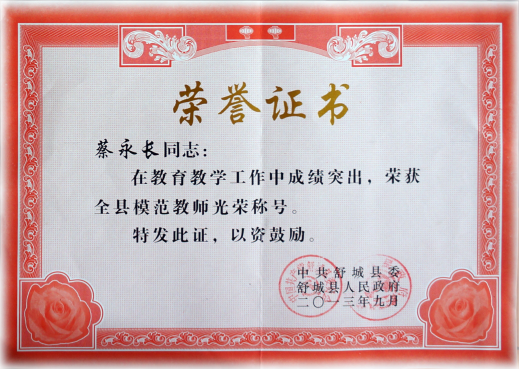 荣誉证书
蔡永长同志：
在教育教学工作中成绩突出，荣获
全县模范教师光荣称号。
特发此证，以资鼓励。
中共舒城县委
舒城县人民政府
二〇一三年九月